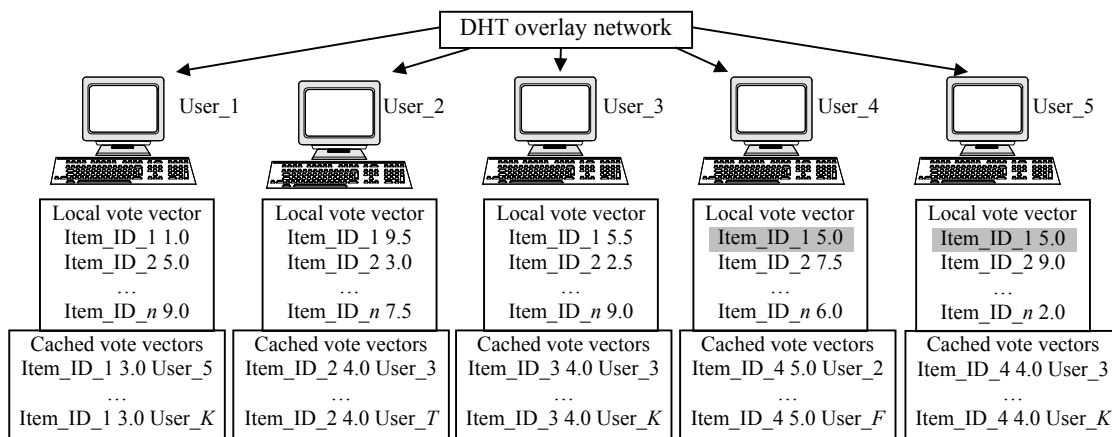 DHT overlay network
User_1
User_2
User_3
User_4
User_5
Local vote vector
Item_ID_1 1.0
Item_ID_2 5.0
…
Item_ID_n 9.0
Cached vote vectors
Item_ID_1 3.0 User_5
…
Item_ID_1 3.0 User_K
Local vote vector
Item_ID_1 9.5
Item_ID_2 3.0
…
Item_ID_n 7.5
Cached vote vectors
Item_ID_2 4.0 User_3
…
Item_ID_2 4.0 User_T
Local vote vector
Item_ID_1 5.5
Item_ID_2 2.5
…
Item_ID_n 9.0
Cached vote vectors
Item_ID_3 4.0 User_3
…
Item_ID_3 4.0 User_K
Local vote vector
Item_ID_1 5.0
Item_ID_2 7.5
…
Item_ID_n 6.0
Cached vote vectors
Item_ID_4 5.0 User_2
…
Item_ID_4 5.0 User_F
Local vote vector
Item_ID_1 5.0
Item_ID_2 9.0
…
Item_ID_n 2.0
Cached vote vectors
Item_ID_4 4.0 User_3
…
Item_ID_4 4.0 User_K